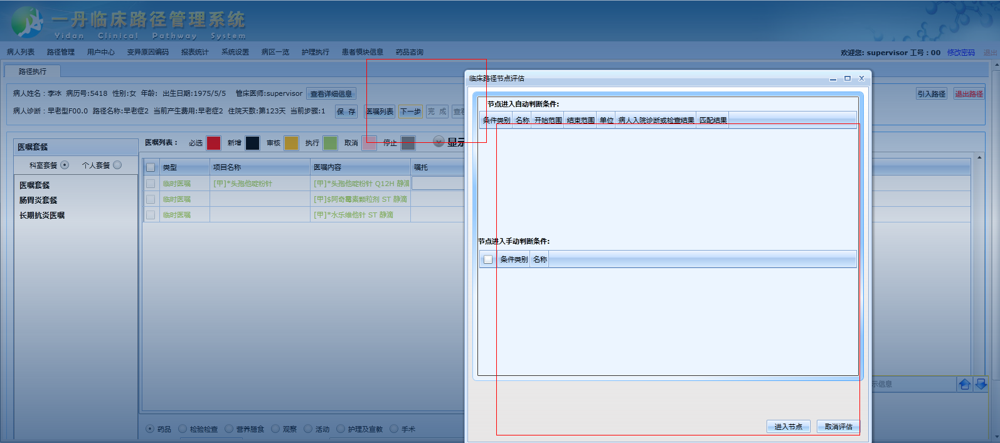 一丹临床路径管理系统
Yidan Clinical Pathway System
病人列表 路径管理 用户中心 变异原因编码 报表统计 系统设置 病区一览 护理执行 患者模块信息 药品咨询
欢迎您: supervisor 工号：00 修改密码 退出
路径执行
病人姓名：李冰 病历号:5418 性别:女 年龄: 出生日期:1975/5/5 管床医师:supervisor 查看详细信息
引入路径 退出路径
病人诊断：早老型F00.0 路径名称:早老症2 当前产生费用:早老症2 住院天数:第123天 当前步骤:1 保 存 医嘱列表 下一步 完 成 查看
医嘱套餐
科室套餐 个人套餐
医嘱套餐
肠胃炎套餐
长期抗炎医嘱
医嘱列表： 必选 新增 审核 执行 取消 停止 显示
类型 项目名称 医嘱内容 嘱托
临时医嘱 [甲]*头孢他啶粉针 [甲]*头孢他啶粉针 Q12H 静滴
临时医嘱 [甲]$阿奇霉素颗粒剂 ST 静滴
临时医嘱 [甲]*水乐维他针 ST 静滴
药品 检验检查 营养膳食 观察 活动 护理及宣教 手术
示信息
临床路径节点评估
节点进入自动判断条件:
条件类别 名称 开始范围 结束范围 单位 病人入院诊断或检查结果 匹配结果
节点进入手动判断条件:
条件类别 名称
进入节点 取消评估